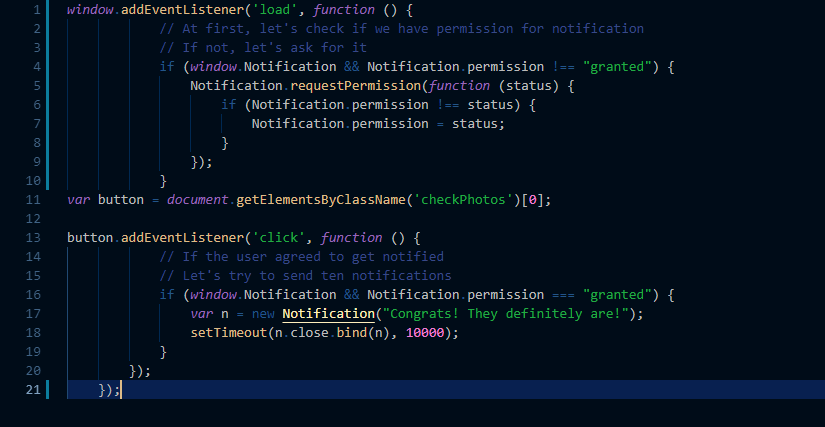 1 window.addEventListener('load', function () {
2 // At first, let's check if we have permission for notification
3 // If not, let's ask for it
4 if (window.Notification && Notification.permission !== "granted") {
5 Notification.requestPermission(function (status) {
6 if (Notification.permission !== status) {
7 Notification.permission = status;
8 }
9 });
10 }
11 var button = document.getElementsByClassName('checkPhotos')[0];
12
13 button.addEventListener('click', function () {
14 // If the user agreed to get notified
15 // Let's try to send ten notifications
16 if (window.Notification && Notification.permission === "granted") {
17 var n = new Notification("Congrats! They definitely are!");
18 setTimeout(n.close.bind(n), 10000);
19 }
20 });
21 });